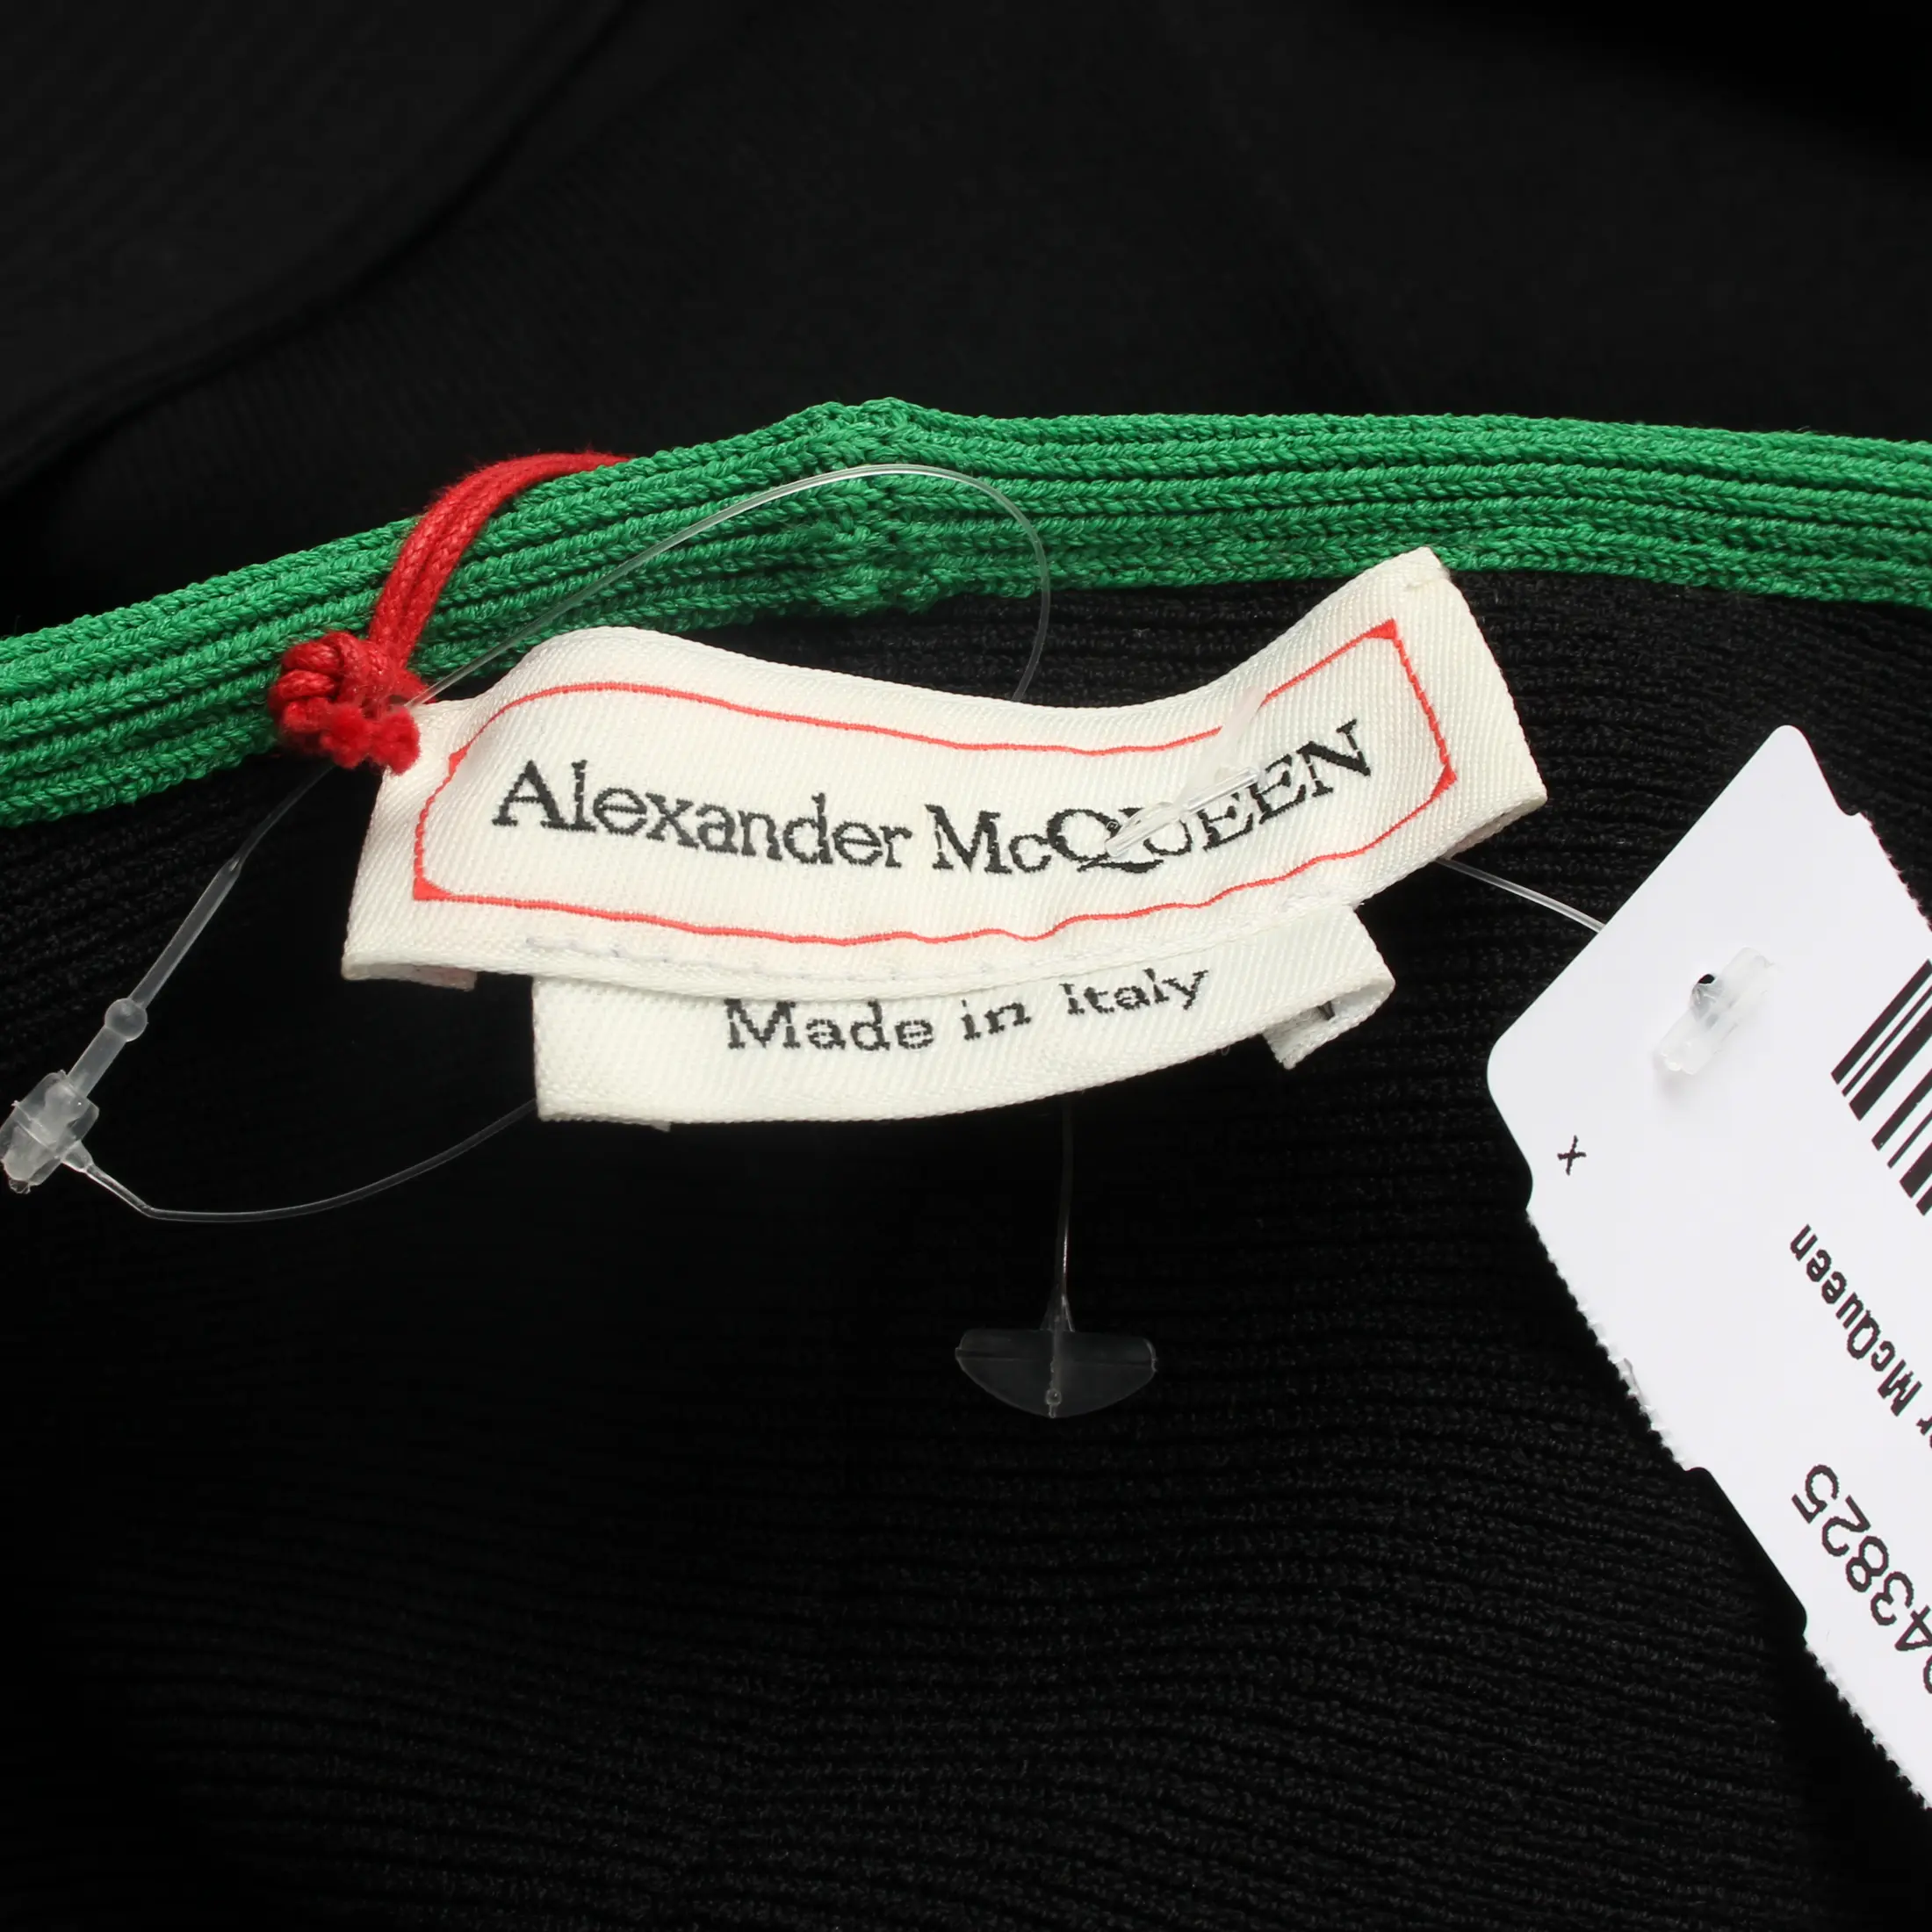 Alexander McQUEEN
Made in Italy
x
McQueen
43825